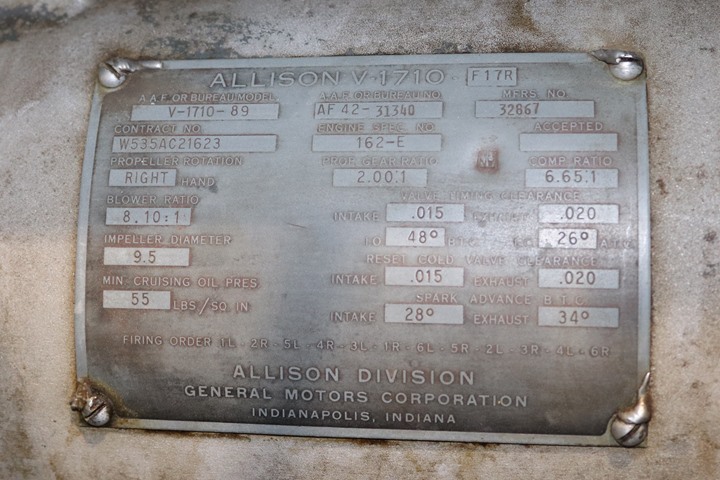 ALLISON V-1710 F17R
A.A.F. OR BUREAU MODEL A.A.F. OR BUREAU NO. MFRS. NO.
V-1710-89 AF 42-31340 32867
CONTRACT NO. ENGINE SPEC. NO. ACCEPTED
W535AC21623 162-E
PROPELLER ROTATION PROP. GEAR RATIO COMP. RATIO
RIGHT HAND 2.00:1 6.65:1
BLOWER RATIO VALVE TIMING CLEARANCE
8.10:1 INTAKE .015 EXHAUST .020
I.O. 48° B.T.C. 26° A.T.C.
IMPELLER DIAMETER RESET COLD VALVE CLEARANCE
9.5 INTAKE .015 EXHAUST .020
MIN. CRUISING OIL PRES. SPARK ADVANCE B.T.C.
55 LBS/SQ. IN INTAKE 28° EXHAUST 34°
FIRING ORDER 1L - 2R - 5L - 4R - 3L - 1R - 6L - 5R - 2L - 3R - 4L - 6R
ALLISON DIVISION
GENERAL MOTORS CORPORATION
INDIANAPOLIS, INDIANA